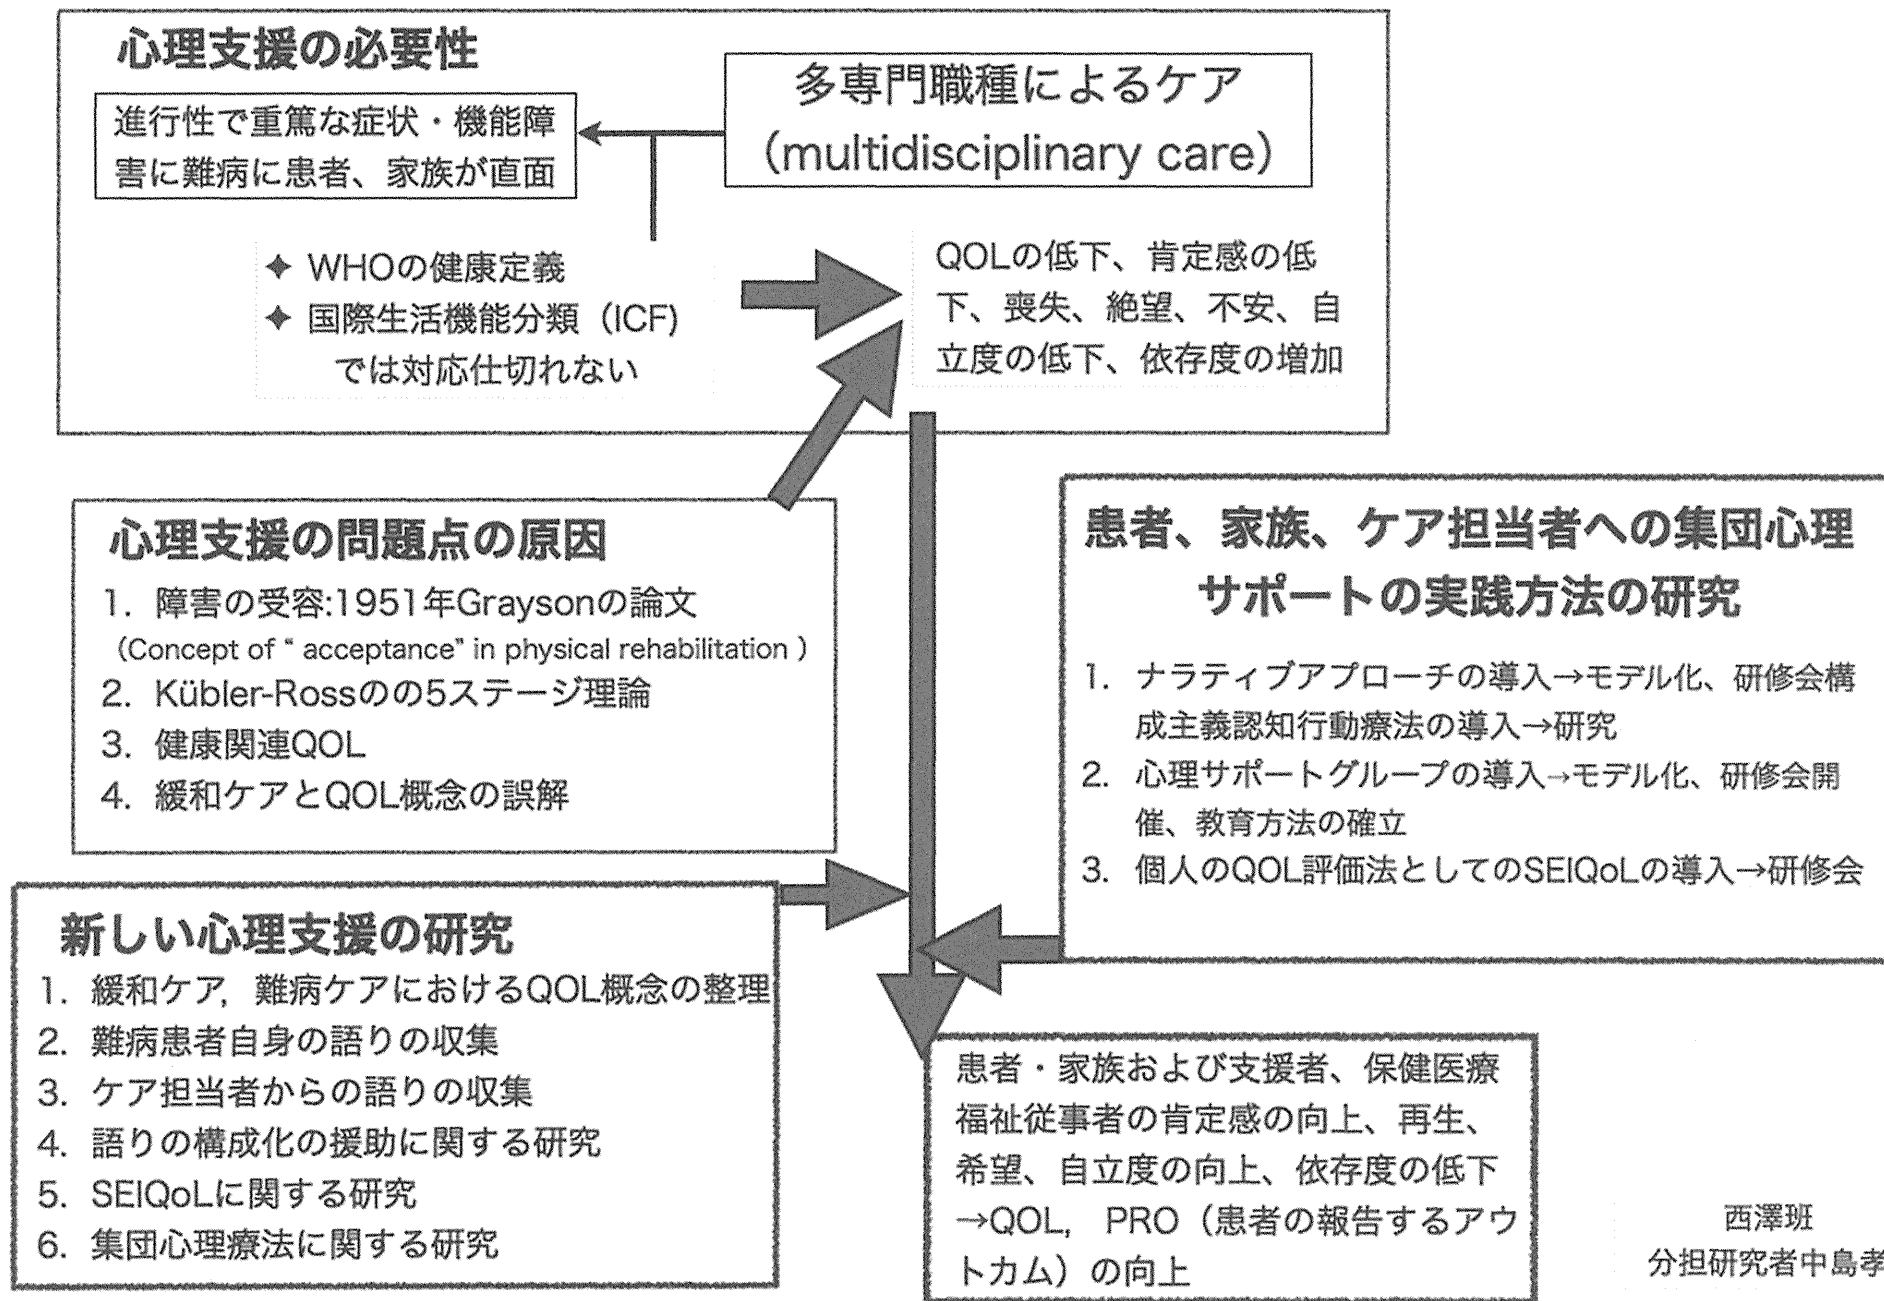 心理支援の必要性
進行性で重篤な症状・機能障
害に難病に患者、家族が直面
多専門職種によるケア
（multidisciplinary care）
✦ WHOの健康定義
✦ 国際生活機能分類（ICF)
では対応仕切れない
QOLの低下、肯定感の低
下、喪失、絶望、不安、自
立度の低下、依存度の増加
心理支援の問題点の原因
1. 障害の受容:1951年Graysonの論文
（Concept of “ acceptance” in physical rehabilitation ）
2. Kübler-Rossのの5ステージ理論
3. 健康関連QOL
4. 緩和ケアとQOL概念の誤解
患者、家族、ケア担当者への集団心理
サポートの実践方法の研究
1. ナラティブアプローチの導入→モデル化、研修会構
成主義認知行動療法の導入→研究
2. 心理サポートグループの導入→モデル化、研修会開
催、教育方法の確立
3. 個人のQOL評価法としてのSEIQoLの導入→研修会
新しい心理支援の研究
1. 緩和ケア,  難病ケアにおけるQOL概念の整理
2. 難病患者自身の語りの収集
3. ケア担当者からの語りの収集
4. 語りの構成化の援助に関する研究
5. SEIQoLに関する研究
6. 集団心理療法に関する研究
患者・家族および支援者、保健医療
福祉従事者の肯定感の向上、再生、
希望、自立度の向上、依存度の低下
→QOL,  PRO（患者の報告するアウ
トカム）の向上
西澤班
分担研究者中島孝